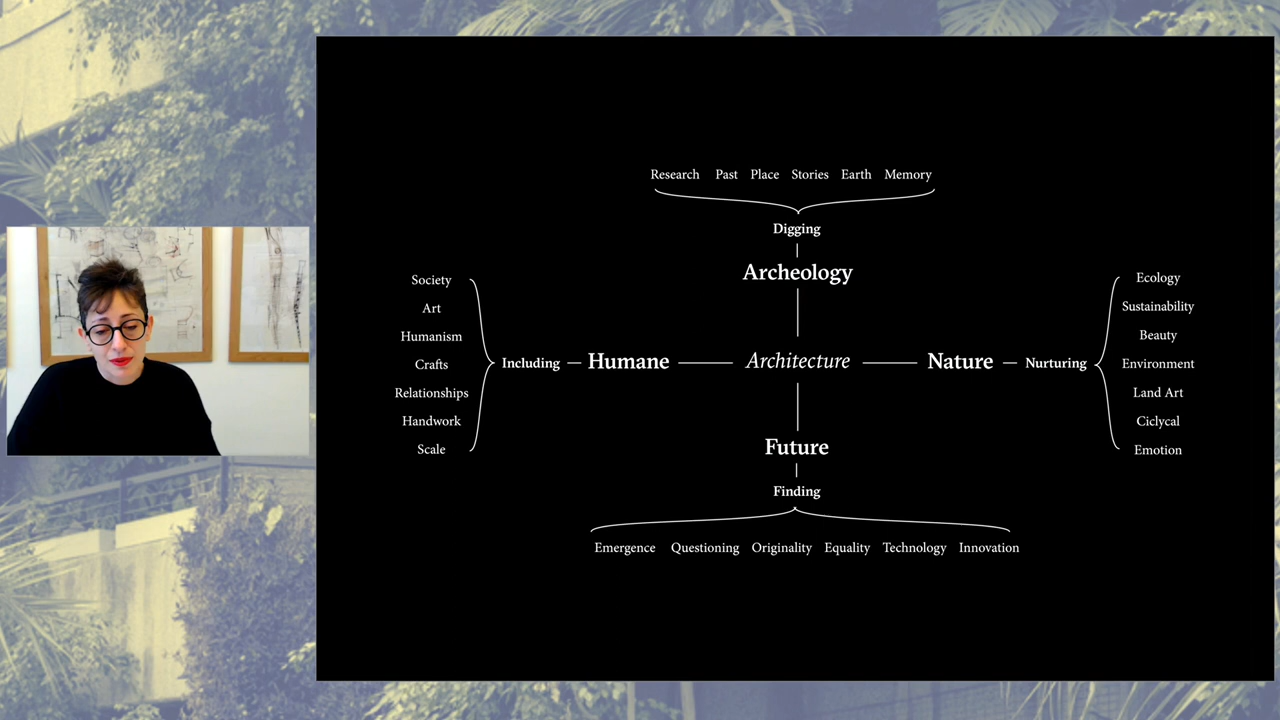 Research Past Place Stories Earth Memory
Digging
Archeology
Society
Art
Humanism
Crafts
Relationships
Handwork
Scale
Including — Humane — Architecture — Nature — Nurturing
Ecology
Sustainability
Beauty
Environment
Land Art
Ciclycal
Emotion
Future
Finding
Emergence Questioning Originality Equality Technology Innovation